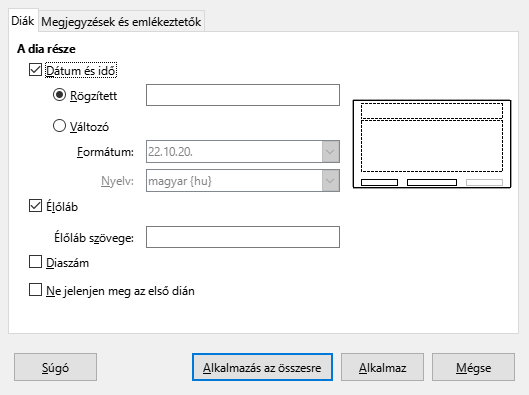 Diák Megjegyzések és emlékeztetők
A dia része
Dátum és idő
Rögzített
Változó
Formátum: 22.10.20.
Nyelv: magyar {hu}
Élőláb
Élőláb szövege:
Diaszám
Ne jelenjen meg az első dián
Súgó Alkalmazás az összesre Alkalmaz Mégse